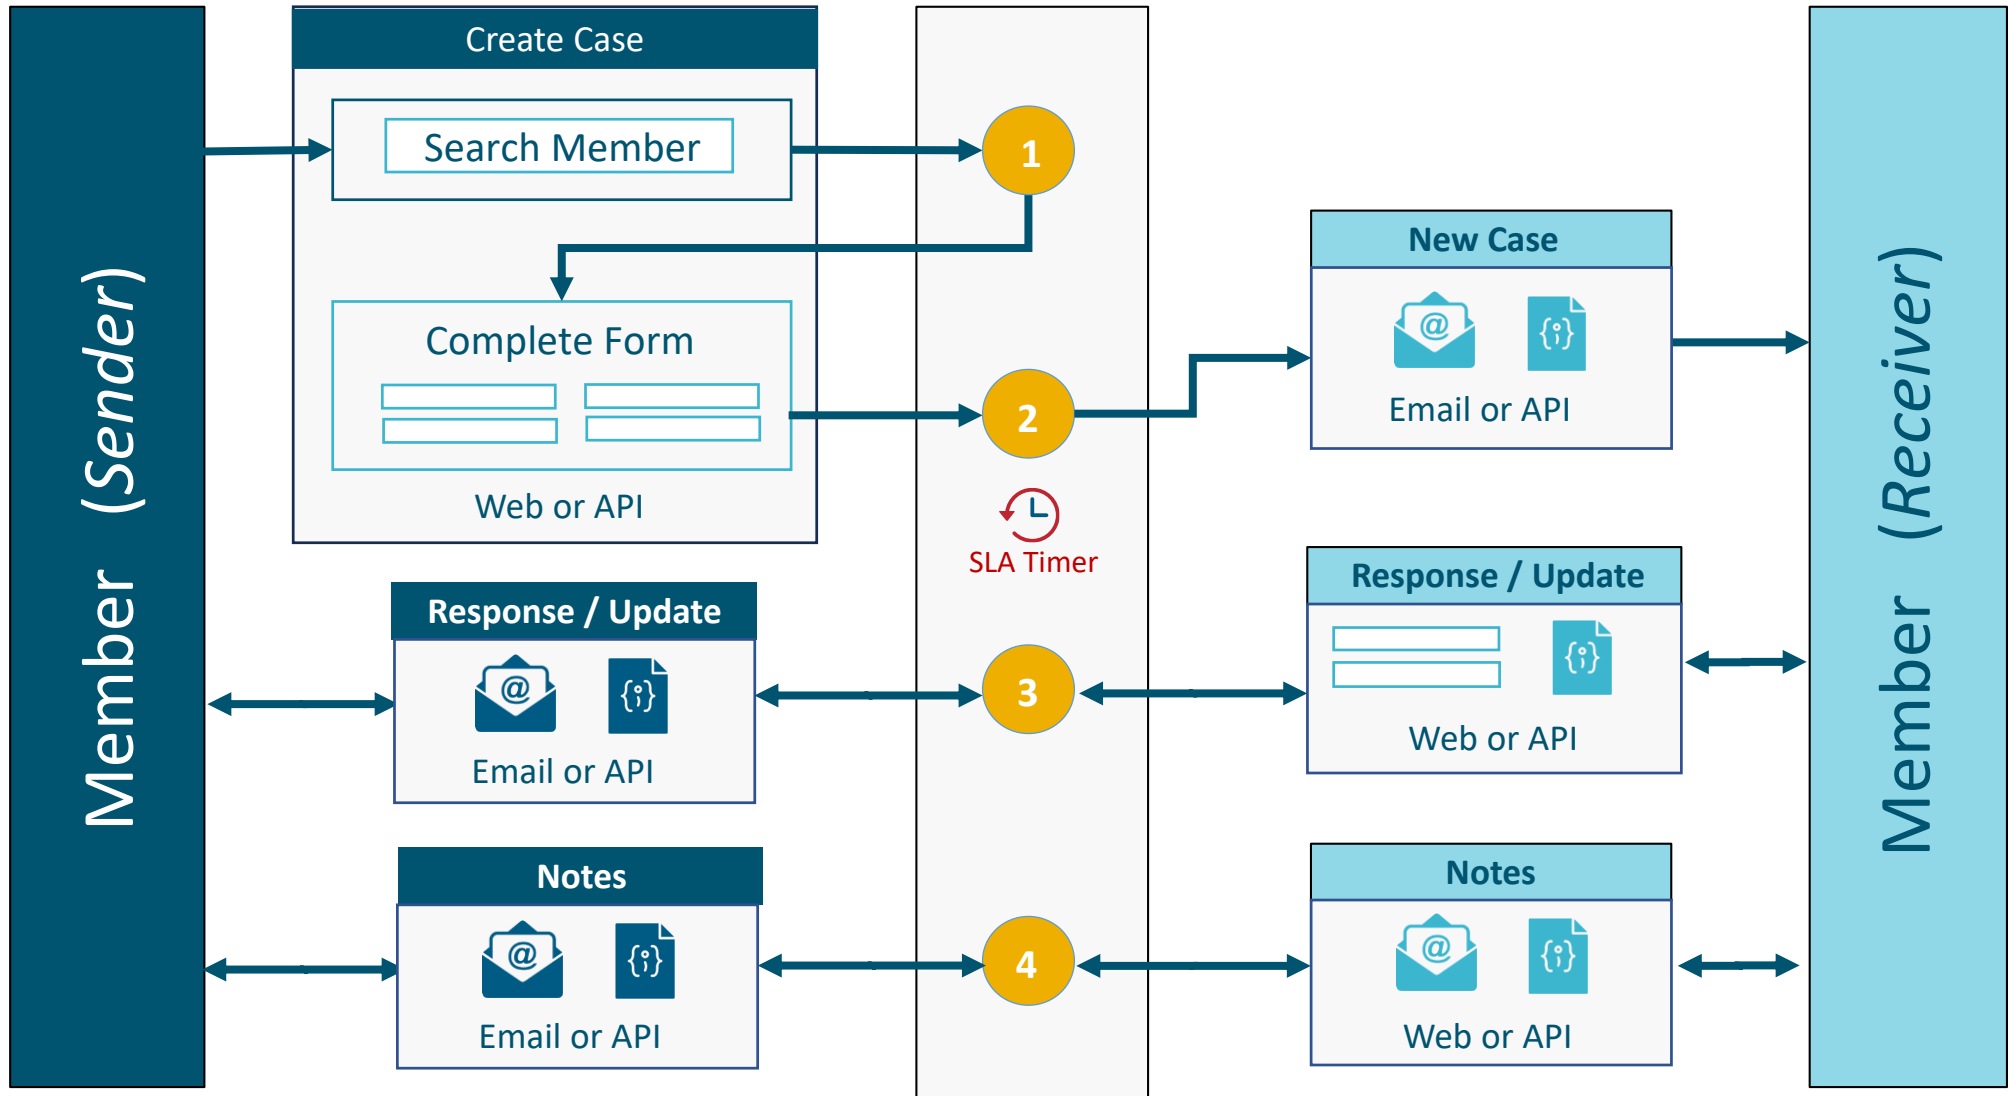 Member (Sender)
Create Case
Search Member
1
Complete Form
2
Web or API
SLA Timer
New Case
@
{;}
Email or API
Response / Update
@
{;}
Email or API
3
Response / Update
{;}
Web or API
Notes
@
{;}
Email or API
4
Notes
@
{;}
Web or API
Member (Receiver)